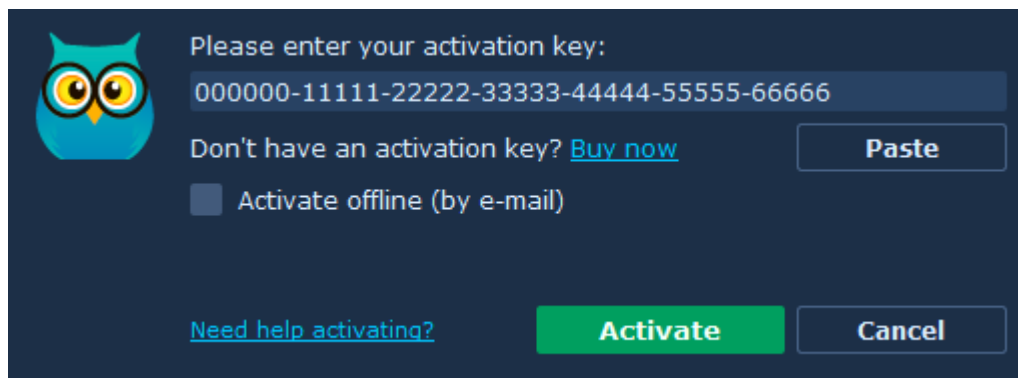 Please enter your activation key:
000000-11111-22222-33333-44444-55555-66666
Don't have an activation key? Buy now
Paste
Activate offline (by e-mail)
Need help activating?
Activate
Cancel